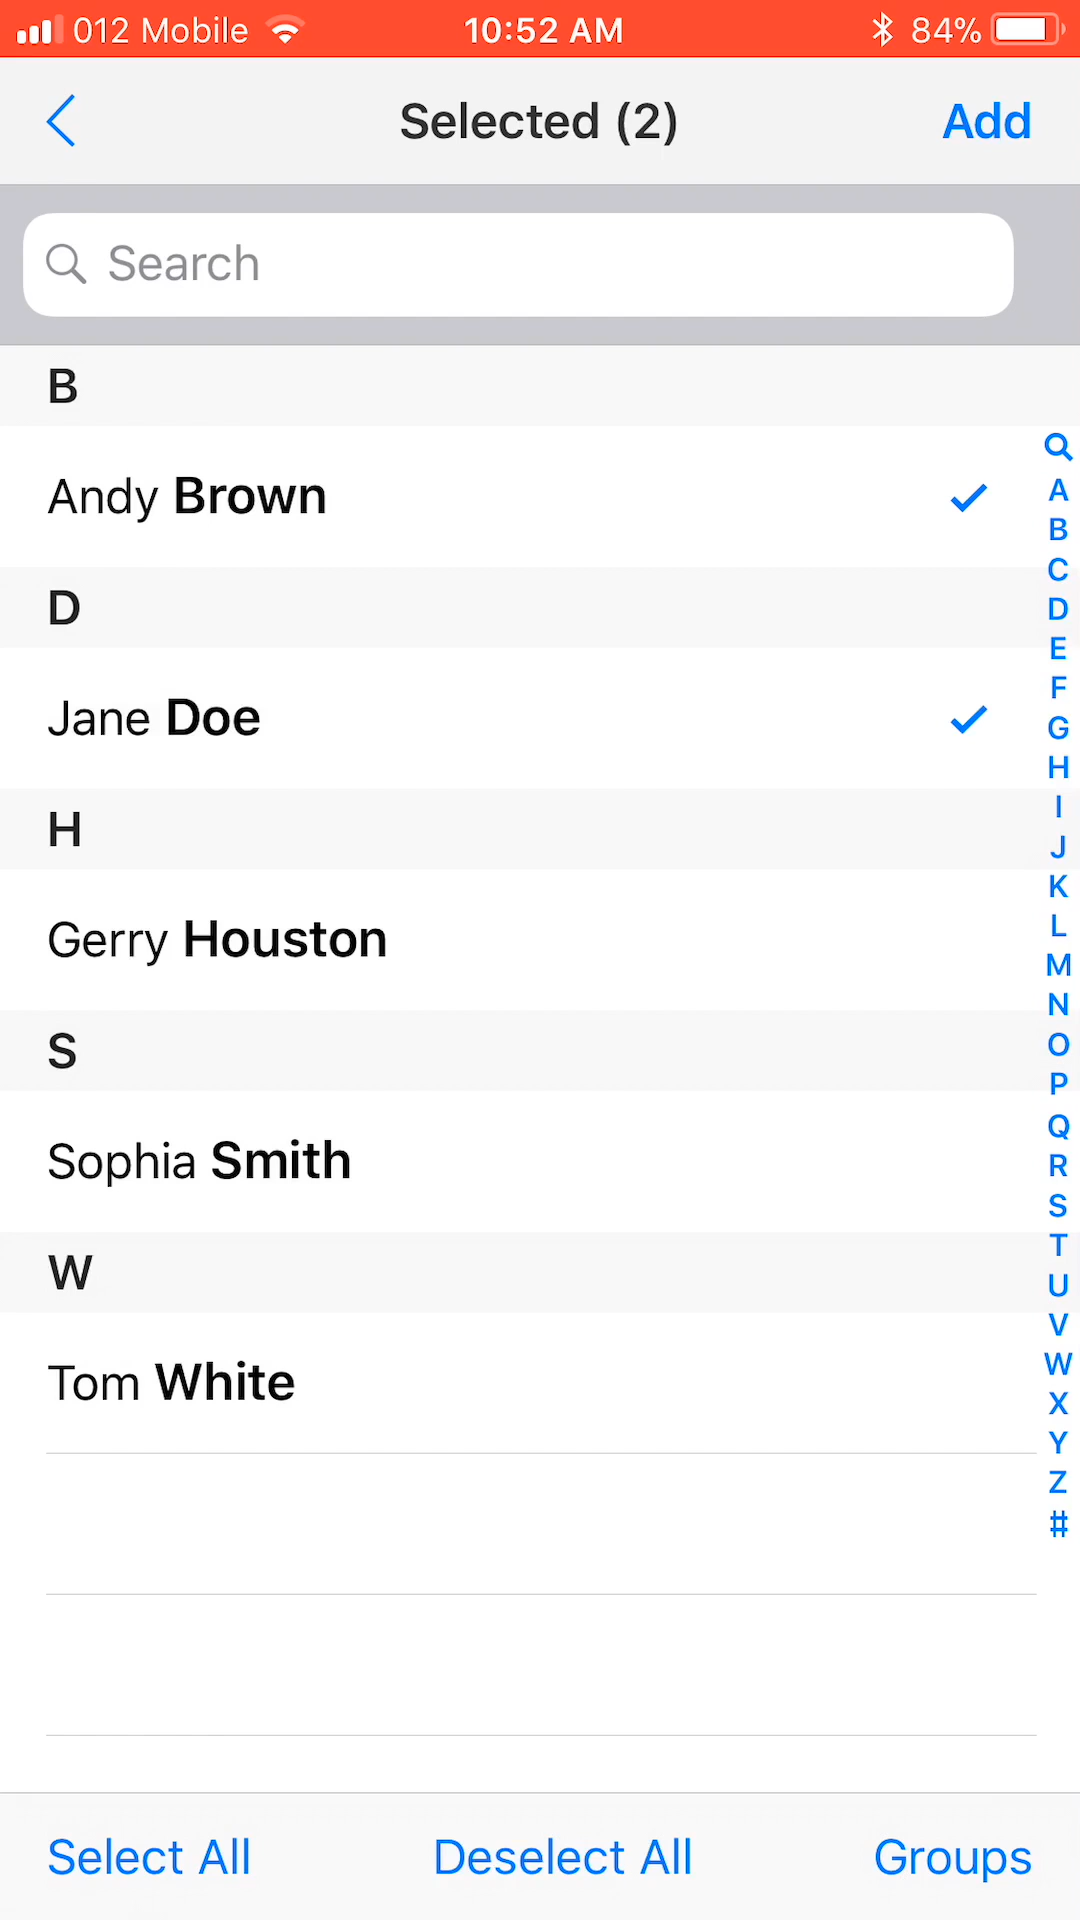 012 Mobile 10:52 AM 84%
Selected (2) Add
Search
B
Andy Brown
D
Jane Doe
H
Gerry Houston
S
Sophia Smith
W
Tom White
A
B
C
D
E
F
G
H
I
J
K
L
M
N
O
P
Q
R
S
T
U
V
W
X
Y
Z
#
Select All Deselect All Groups